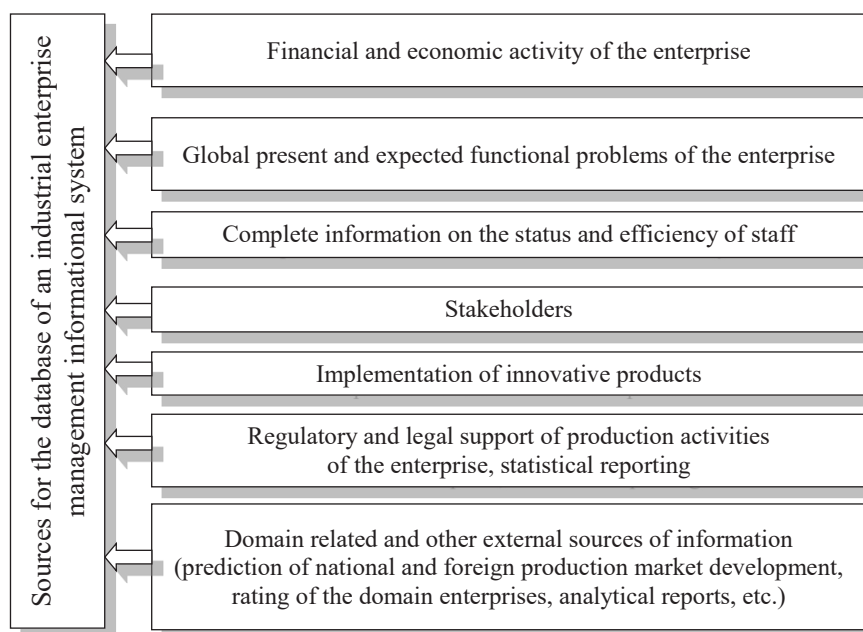 Sources for the database of an industrial enterprise
management informational system
Financial and economic activity of the enterprise
Global present and expected functional problems of the enterprise
Complete information on the status and efficiency of staff
Stakeholders
Implementation of innovative products
Regulatory and legal support of production activities
of the enterprise, statistical reporting
Domain related and other external sources of information
(prediction of national and foreign production market development,
rating of the domain enterprises, analytical reports, etc.)